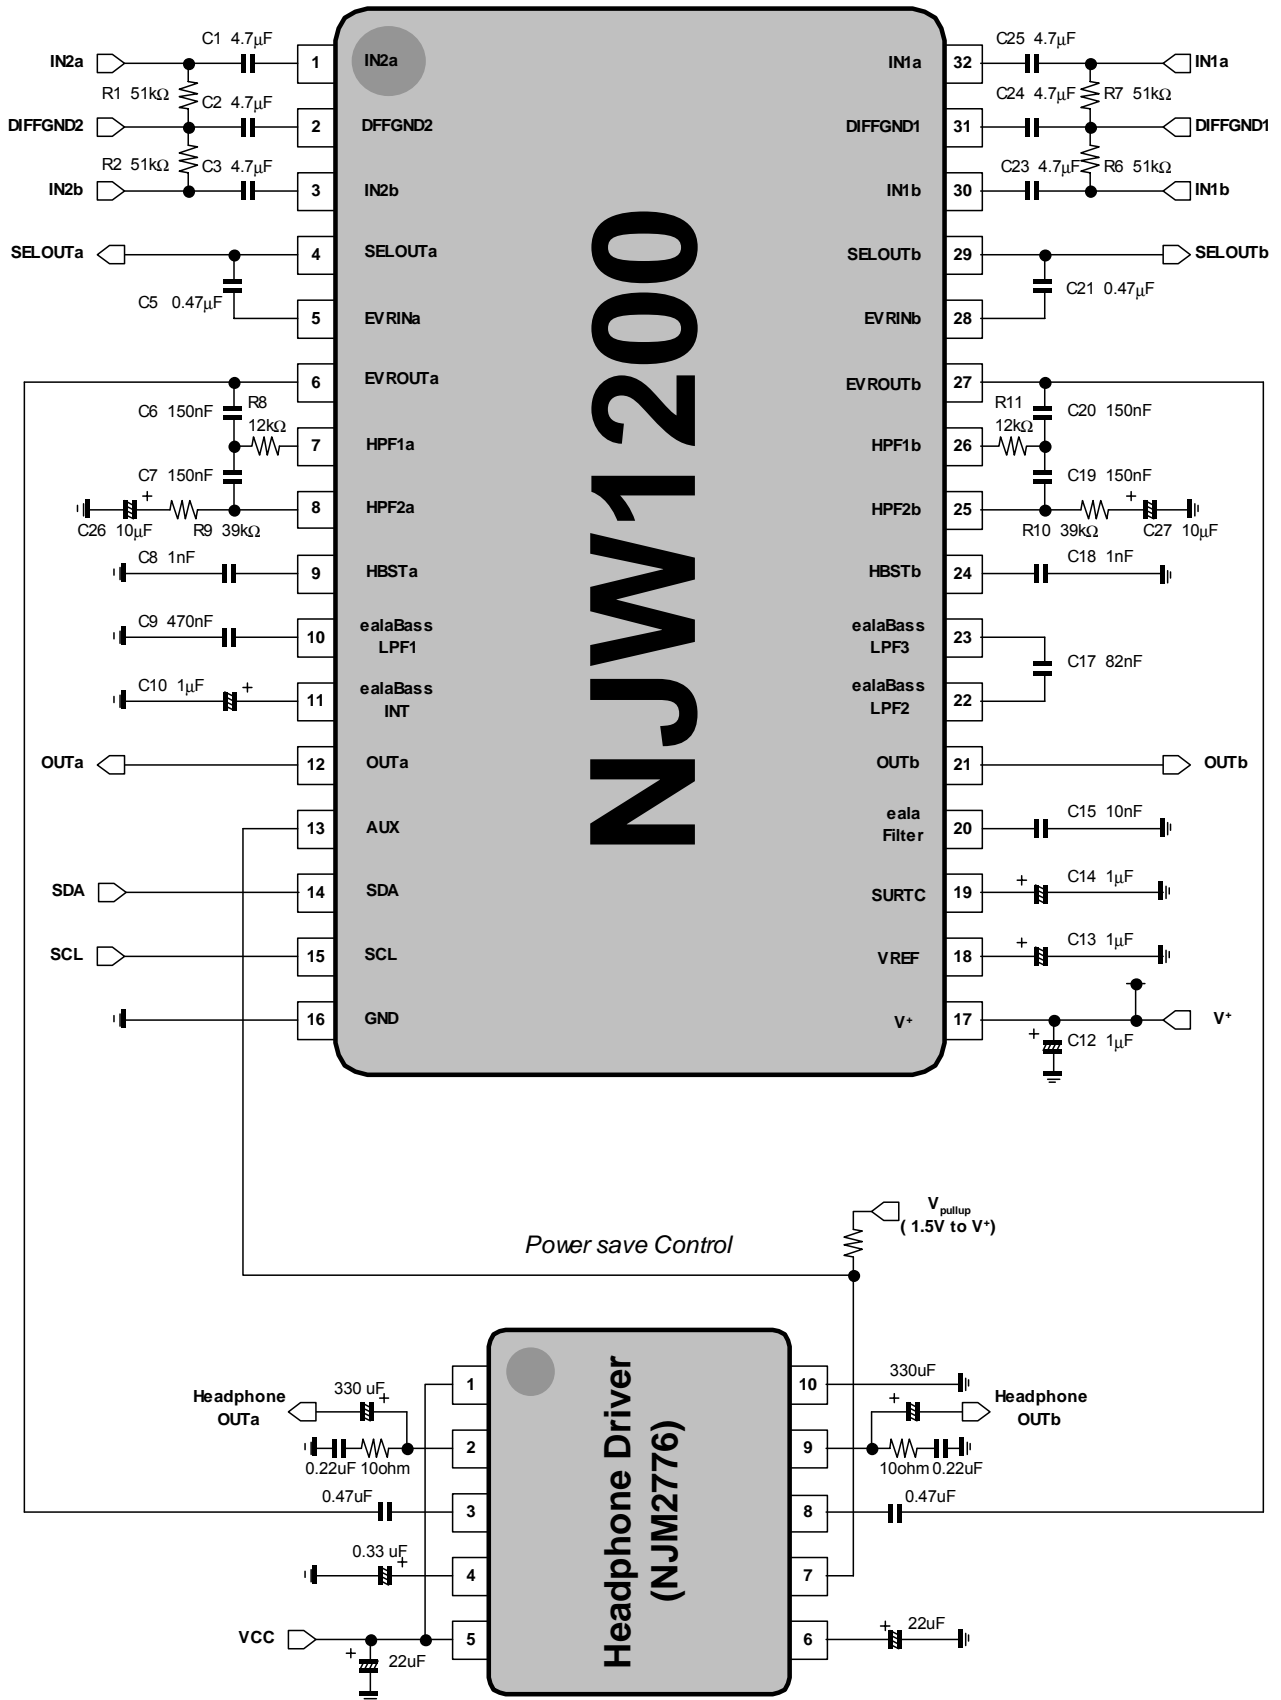 C1 4.7µF
IN2a
1
IN2a
R1 51kΩ
C2 4.7µF
DIFFGND2
2
DFFGND2
R2 51kΩ
C3 4.7µF
IN2b
3
IN2b
SELOUTa
4
SELOUTa
C5 0.47µF
5
EVRINa
6
EVROUTa
C6 150nF
R8
12kΩ
7
HPF1a
C7 150nF
+
8
HPF2a
C26 10µF
R9 39kΩ
C8 1nF
9
HBSTa
C9 470nF
10
ealaBass
LPF1
C10 1µF
+
11
ealaBass
INT
OUTa
12
OUTa
13
AUX
SDA
14
SDA
SCL
15
SCL
16
GND
NJW1200
C25 4.7µF
IN1a
32
IN1a
C24 4.7µF
R7 51kΩ
DIFFGND1
31
DIFFGND1
C23 4.7µF
R6 51kΩ
IN1b
30
IN1b
SELOUTb
29
SELOUTb
C21 0.47µF
EVRINb
28
EVROUTb
27
R11
12kΩ
C20 150nF
HPF1b
26
C19 150nF
+
HPF2b
25
R10 39kΩ
C27 10µF
C18 1nF
HBSTb
24
ealaBass
LPF3
23
C17 82nF
ealaBass
LPF2
22
OUTb
21
OUTb
C15 10nF
eala
Filter
20
+
C14 1µF
SURTC
19
+
C13 1µF
VREF
18
V+
17
V+
+
C12 1µF
Vpullup
( 1.5V to V+)
Power save Control
Headphone Driver
(NJM2776)
1
330 uF
+
Headphone
OUTa
2
0.22uF 10ohm
0.47uF
3
0.33 uF
+
4
VCC
5
+
22uF
10
330uF
+
Headphone
OUTb
9
10ohm 0.22uF
0.47uF
8
7
6
+
22uF